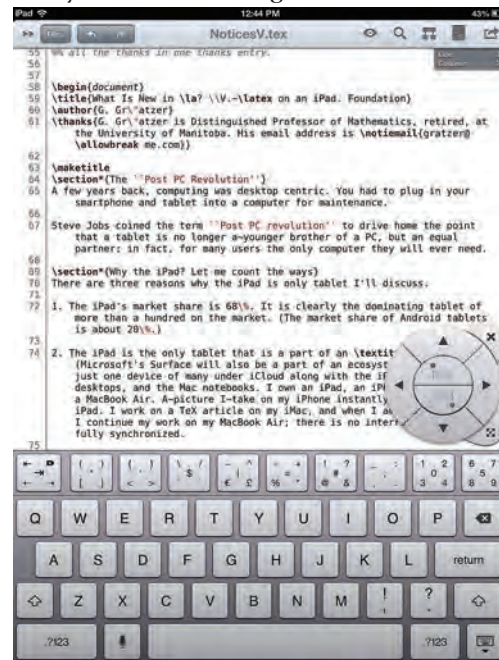 iPad 12:44 PM 43%
NoticesV.tex
55 %% all the thanks in one thanks entry.
56
57
58 \begin{document}
59 \title{What Is New in \la? \\V.-\latex on an iPad. Foundation}
60 \author{G. Gr\"atzer}
61 \thanks{G. Gr\"atzer is Distinguished Professor of Mathematics, retired, at
the University of Manitoba. His email address is \notiemail{gratzer@
\allowbreak me.com}}
62
63 \maketitle
64 \section*{The ``Post PC Revolution''}
65 A few years back, computing was desktop centric. You had to plug in your
smartphone and tablet into a computer for maintenance.
66
67 Steve Jobs coined the term ``Post PC revolution'' to drive home the point
that a tablet is no longer a~younger brother of a PC, but an equal
partner; in fact, for many users the only computer they will ever need.
68
69 \section*{Why the iPad? Let me count the ways}
70 There are three reasons why the iPad is only tablet I'll discuss.
71
72 1. The iPad's market share is 68\%. It is clearly the dominating tablet of
more than a hundred on the market. (The market share of Android tablets
is about 20\%.)
73
74 2. The iPad is the only tablet that is a part of an \textit
(Microsoft's Surface will also be a part of an ecosyst
just one device of many under iCloud along with the iP
desktops, and the Mac notebooks. I own an iPad, an iPh
a MacBook Air. A~picture I~take on my iPhone instantly
iPad. I work on a TeX article on my iMac, and when I a
I continue my work on my MacBook Air; there is no inter
fully synchronized.
75
Q W E R T Y U I O P
A S D F G H J K L return
Z X C V B N M ! , ? .
.?123 .?123